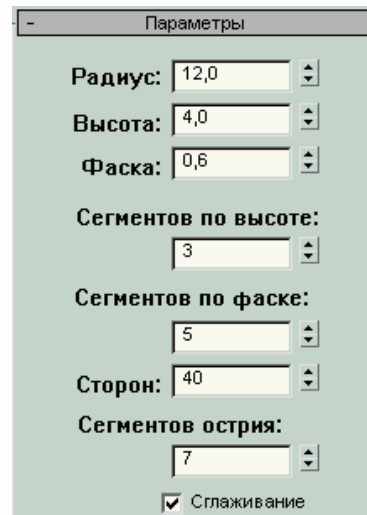 - Параметры
Радиус: 12,0
Высота: 4,0
Фаска: 0,6
Сегментов по высоте:
3
Сегментов по фаске:
5
Сторон: 40
Сегментов острия:
7
Сглаживание